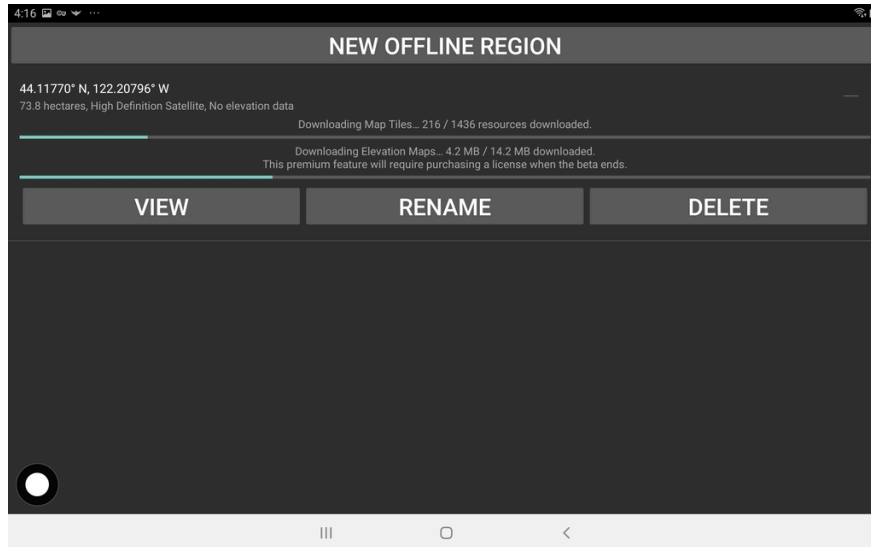 4:16
NEW OFFLINE REGION
44.11770° N, 122.20796° W
73.8 hectares, High Definition Satellite, No elevation data
Downloading Map Tiles… 216 / 1436 resources downloaded.
Downloading Elevation Maps… 4.2 MB / 14.2 MB downloaded.
This premium feature will require purchasing a license when the beta ends.
VIEW RENAME DELETE